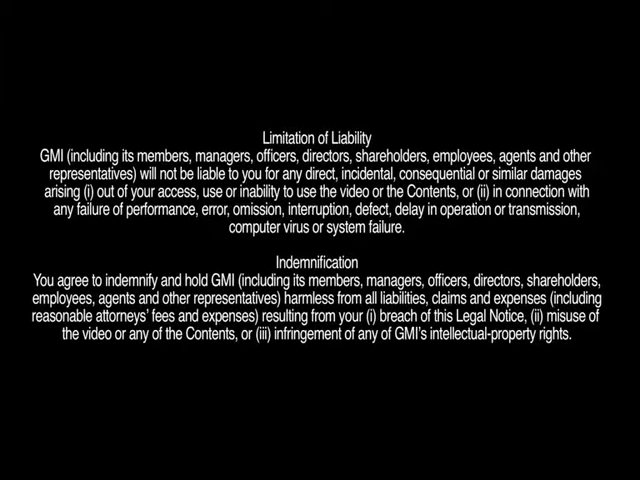 Limitation of Liability
GMI (including its members, managers, officers, directors, shareholders, employees, agents and other
representatives) will not be liable to you for any direct, incidental, consequential or similar damages
arising (i) out of your access, use or inability to use the video or the Contents, or (ii) in connection with
any failure of performance, error, omission, interruption, defect, delay in operation or transmission,
computer virus or system failure.
Indemnification
You agree to indemnify and hold GMI (including its members, managers, officers, directors, shareholders,
employees, agents and other representatives) harmless from all liabilities, claims and expenses (including
reasonable attorneys’ fees and expenses) resulting from your (i) breach of this Legal Notice, (ii) misuse of
the video or any of the Contents, or (iii) infringement of any of GMI’s intellectual-property rights.